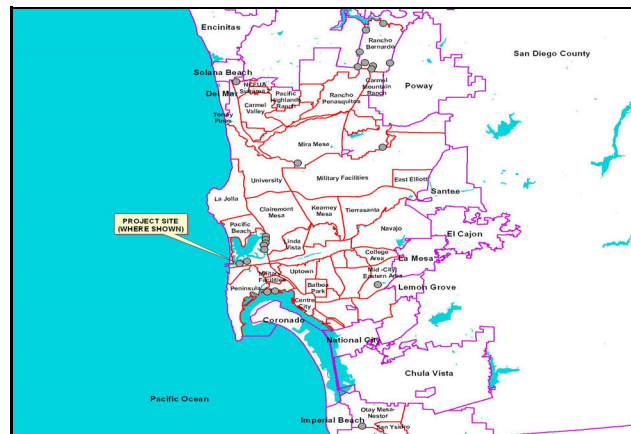 Encinitas
Rancho
Bernardo
San Diego County
Solana Beach
Poway
Carmel
Mountain
Ranch
NCFUA
Subarea
Del Mar
Pacific
Highlands
Ranch
Rancho
Penasquitos
Carmel
Valley
Torrey
Pines
Mira Mesa
University
Military Facilities
East Elliott
Santee
La Jolla
Clairemont
Mesa
Kearney
Mesa
Tierrasanta
PROJECT SITE
(WHERE SHOWN)
Pacific
Beach
Navajo
El Cajon
Linda
Vista
College
Area
La Mesa
Military
Facilities
Uptown
Mid-City
Eastern Area
Peninsula
Balboa
Park
Lemon Grove
Centre
City
Coronado
National City
Chula Vista
Pacific Ocean
Otay Mesa-
Nestor
Imperial Beach
San Ysidro